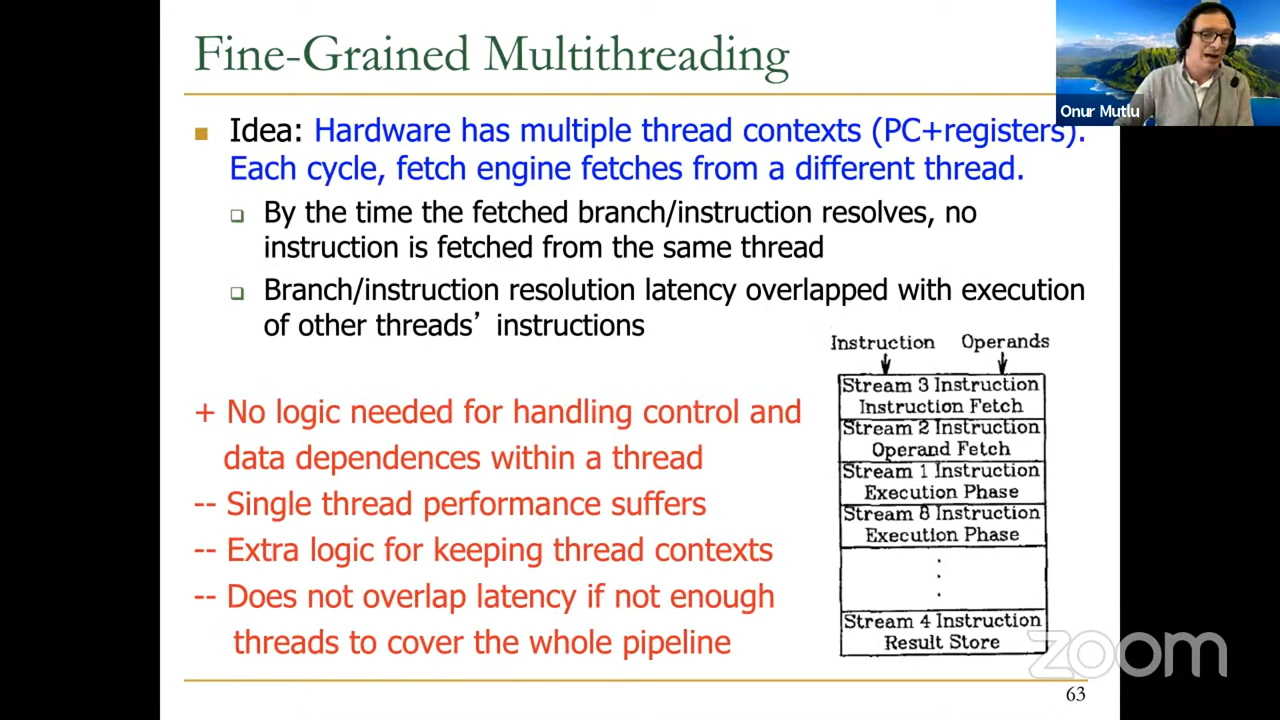 Fine-Grained Multithreading
Onur Mutlu
Idea: Hardware has multiple thread contexts (PC+registers).
Each cycle, fetch engine fetches from a different thread.
By the time the fetched branch/instruction resolves, no
instruction is fetched from the same thread
Branch/instruction resolution latency overlapped with execution
of other threads’ instructions
+ No logic needed for handling control and
data dependences within a thread
-- Single thread performance suffers
-- Extra logic for keeping thread contexts
-- Does not overlap latency if not enough
threads to cover the whole pipeline
Instruction Operands
Stream 3 Instruction
Instruction Fetch
Stream 2 Instruction
Operand Fetch
Stream 1 Instruction
Execution Phase
Stream 8 Instruction
Execution Phase
Stream 4 Instruction
Result Store
zoom
63